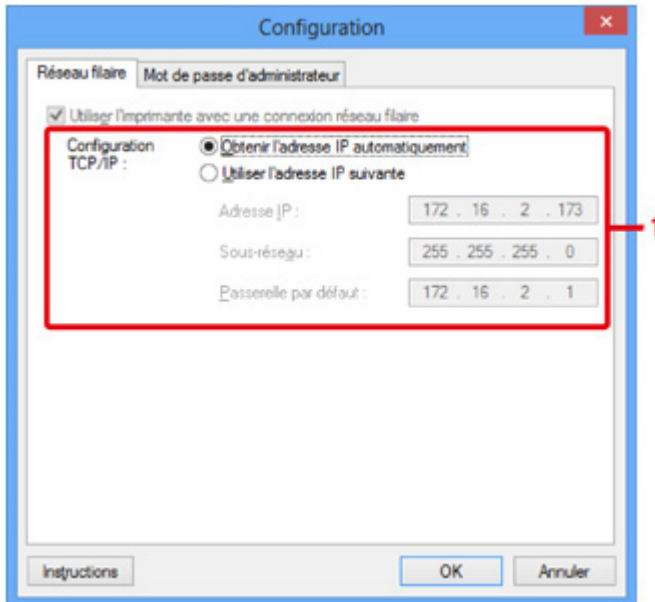 Configuration
Réseau filaire Mot de passe d'administrateur
Utiliser l'imprimante avec une connexion réseau filaire
Configuration TCP/IP :
Obtenir l'adresse IP automatiquement
Utiliser l'adresse IP suivante
Adresse IP : 172 . 16 . 2 . 173
Sous-réseau : 255 . 255 . 255 . 0
Passerelle par défaut : 172 . 16 . 2 . 1
1
Instructions OK Annuler